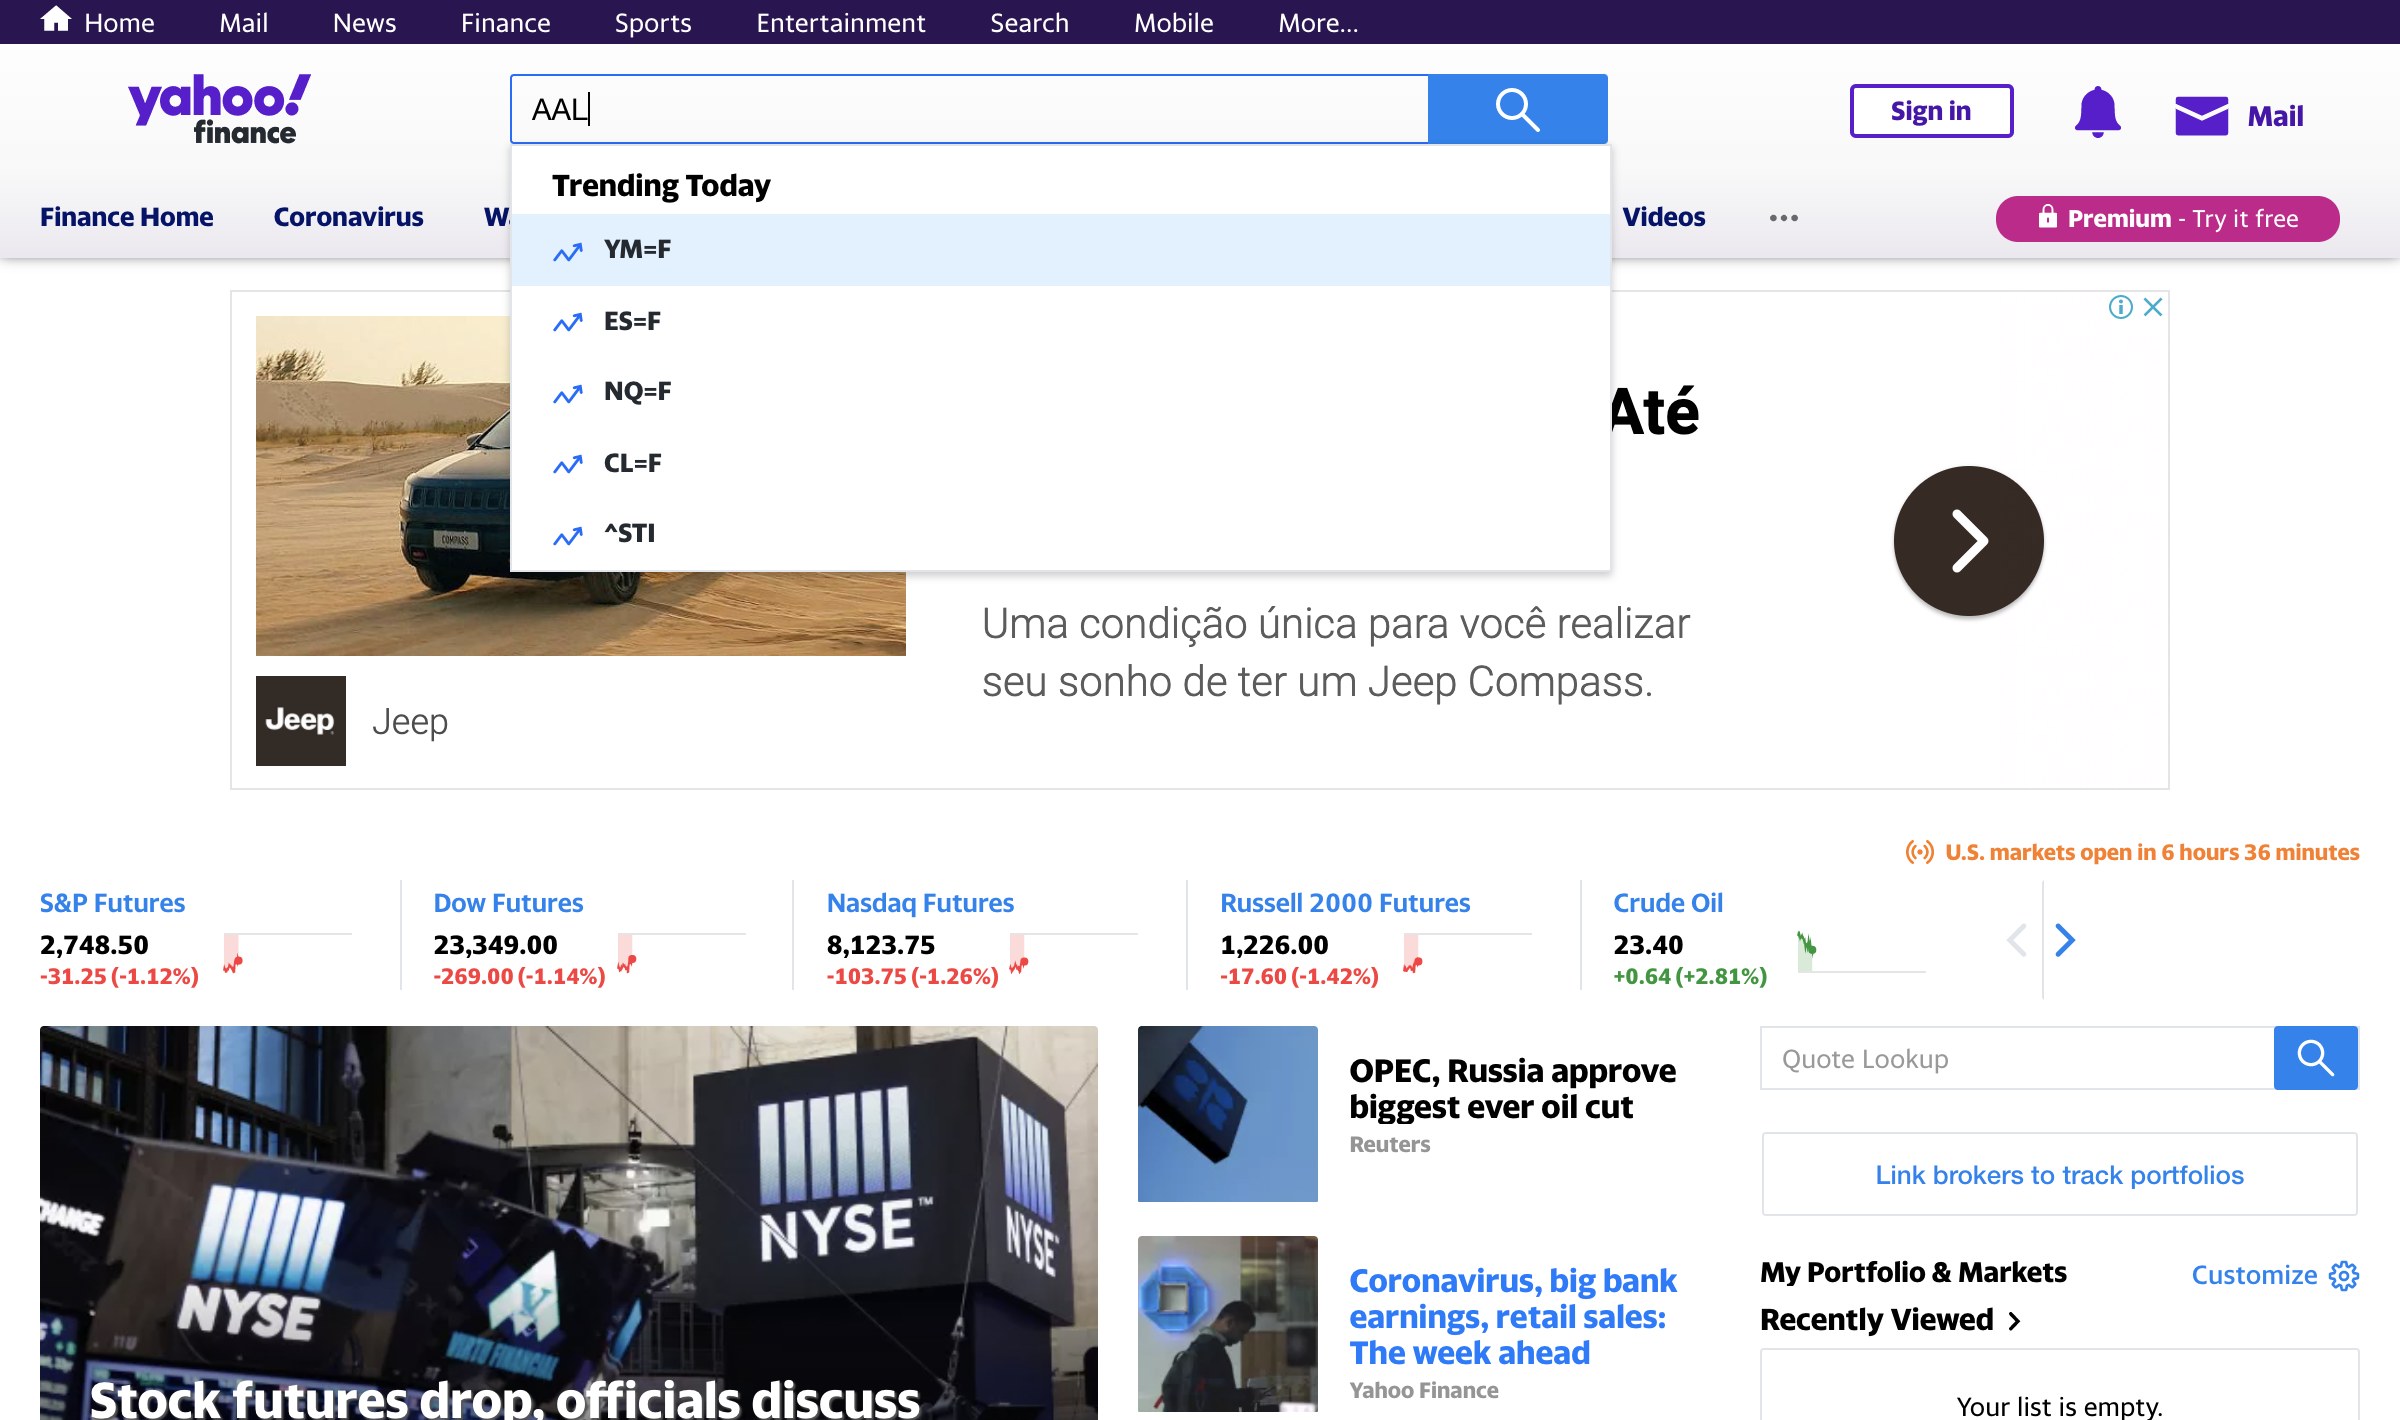 Home Mail News Finance Sports Entertainment Search Mobile More...
yahoo!
finance
AAL
Sign in
Mail
Finance Home Coronavirus
Videos
Premium - Try it free
Trending Today
YM=F
ES=F
NQ=F
CL=F
^STI
Até
COMPASS
Uma condição única para você realizar
seu sonho de ter um Jeep Compass.
Jeep
Jeep
U.S. markets open in 6 hours 36 minutes
S&P Futures
2,748.50
-31.25 (-1.12%)
Dow Futures
23,349.00
-269.00 (-1.14%)
Nasdaq Futures
8,123.75
-103.75 (-1.26%)
Russell 2000 Futures
1,226.00
-17.60 (-1.42%)
Crude Oil
23.40
+0.64 (+2.81%)
NYSE™
NYSE
NYSE
VIRTU FINANCIAL
Stock futures drop, officials discuss
OPEC, Russia approve
biggest ever oil cut
Reuters
Coronavirus, big bank
earnings, retail sales:
The week ahead
Yahoo Finance
Quote Lookup
Link brokers to track portfolios
My Portfolio & Markets
Customize
Recently Viewed
Your list is empty.